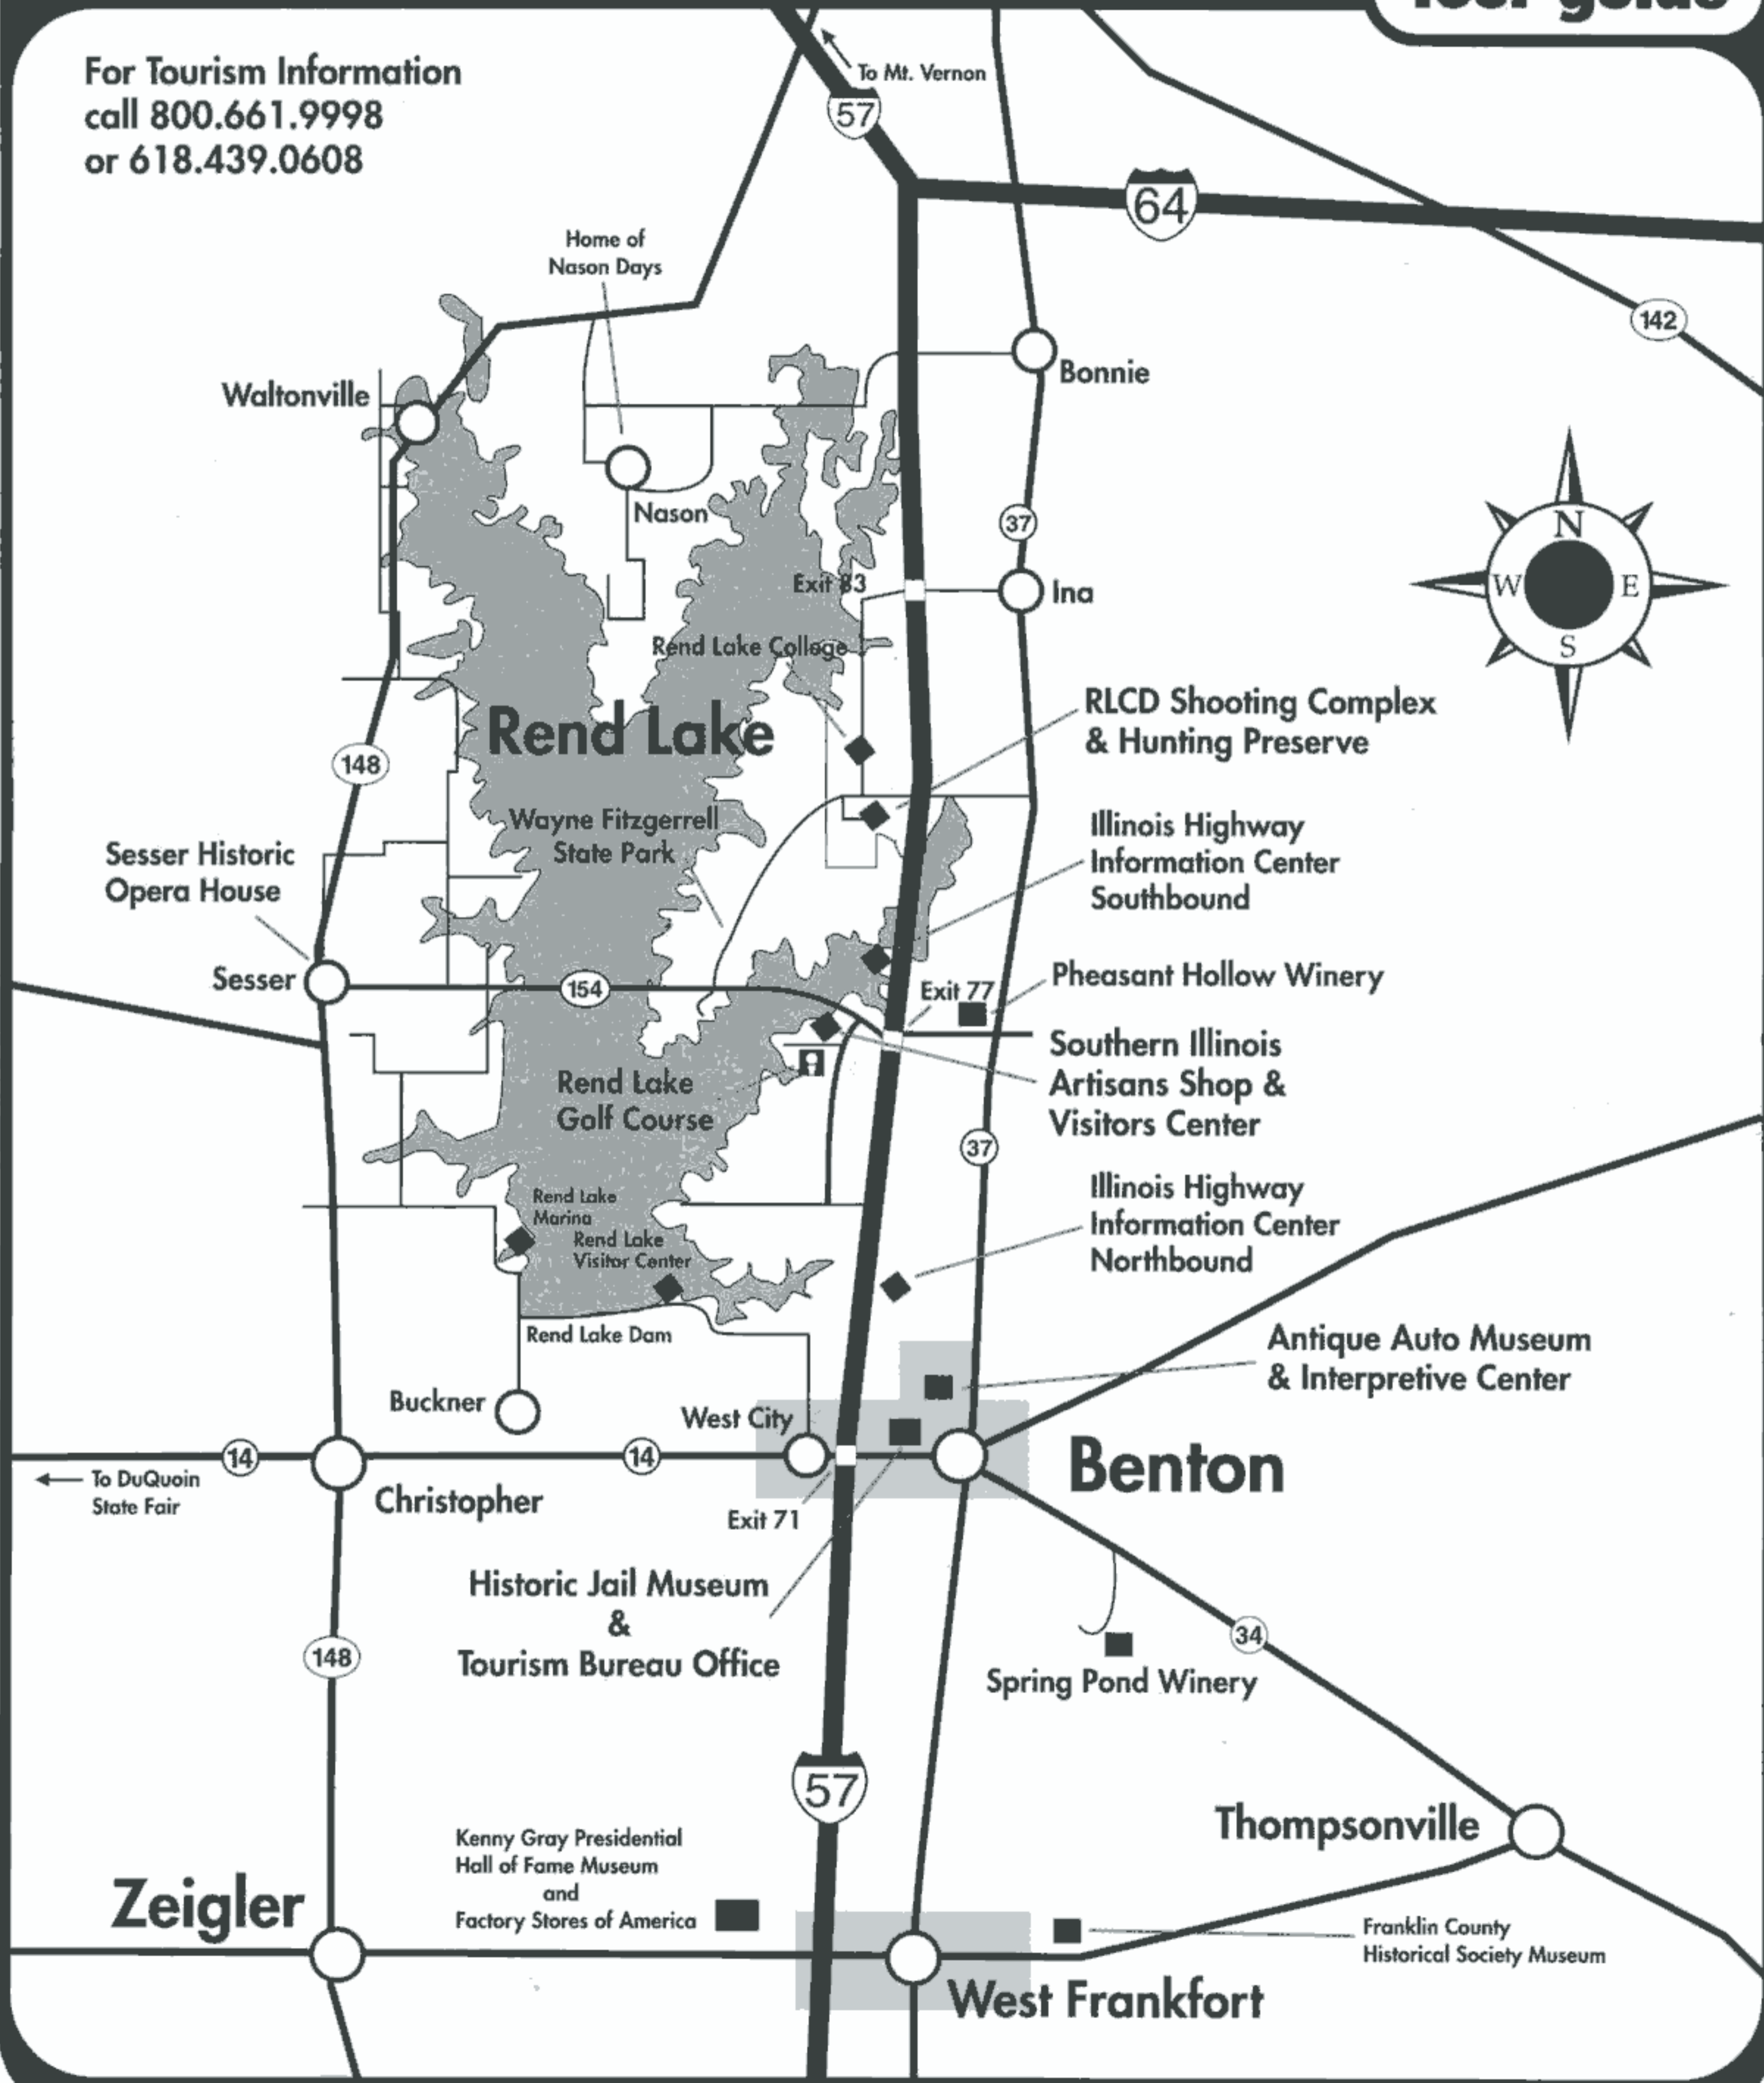 Tour guide
For Tourism Information
call 800.661.9998
or 618.439.0608
To Mt. Vernon
57
64
Home of
Nason Days
142
Waltonville
Bonnie
Nason
37
N
W
E
S
Exit 83
Ina
Rend Lake College
Rend Lake
RLCD Shooting Complex
& Hunting Preserve
148
Wayne Fitzgerrell
State Park
Illinois Highway
Information Center
Southbound
Sesser Historic
Opera House
Sesser
154
Exit 77
Pheasant Hollow Winery
Southern Illinois
Artisans Shop &
Visitors Center
Rend Lake
Golf Course
37
Illinois Highway
Information Center
Northbound
Rend Lake
Marina
Rend Lake
Visitor Center
Rend Lake Dam
Antique Auto Museum
& Interpretive Center
Buckner
West City
14
14
Benton
To DuQuoin
State Fair
Christopher
Exit 71
Historic Jail Museum
&
Tourism Bureau Office
148
34
Spring Pond Winery
57
Thompsonville
Kenny Gray Presidential
Hall of Fame Museum
and
Factory Stores of America
Zeigler
Franklin County
Historical Society Museum
West Frankfort